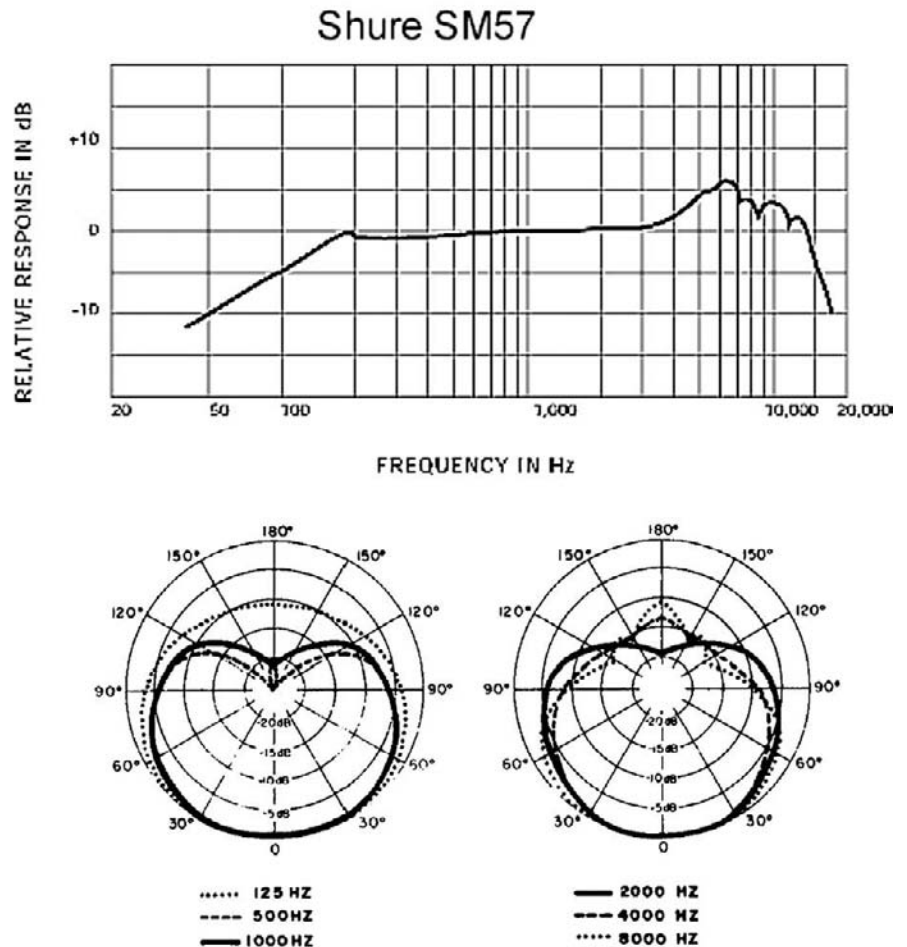 Shure SM57
RELATIVE RESPONSE IN dB
+10
0
-10
20 50 100 1,000 10,000 20,000
FREQUENCY IN Hz
180°
150° 150°
120° 120°
90° 90°
60° 60°
30° 30°
0
-20dB
-15dB
-10dB
-5dB
125 HZ
500HZ
1000HZ
180°
150° 150°
120° 120°
90° 90°
60° 60°
30° 30°
0
-20dB
-15dB
-10dB
-5dB
2000 HZ
4000 HZ
8000 HZ